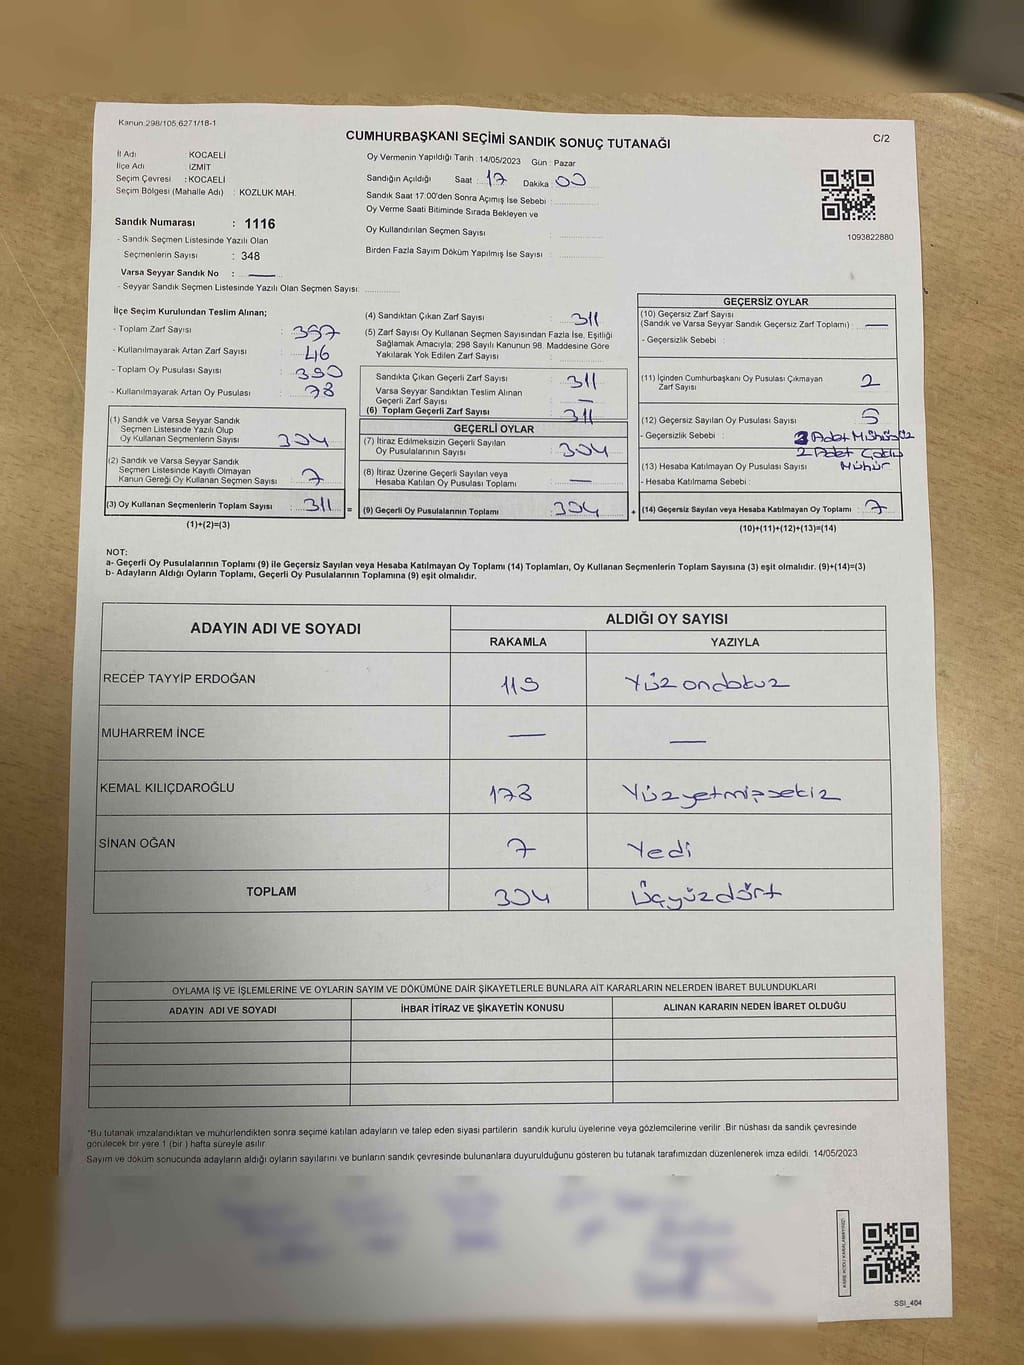 Kanun:298/105,6271/18-1
CUMHURBAŞKANI SEÇİMİ SANDIK SONUÇ TUTANAĞI
C/2
İl Adı KOCAELİ
İlçe Adı İZMİT
Seçim Çevresi : KOCAELİ
Seçim Bölgesi (Mahalle Adı) : KOZLUK MAH.
Oy Vermenin Yapıldığı Tarih : 14/05/2023 Gün : Pazar
Sandığın Açıldığı Saat 17 Dakika 00
Sandık Saat 17:00'den Sonra Açımış İse Sebebi :
Oy Verme Saati Bitiminde Sırada Bekleyen ve
Oy Kullandırılan Seçmen Sayısı :
Birden Fazla Sayım Döküm Yapılmış İse Sayısı :
1093822880
Sandık Numarası : 1116
- Sandık Seçmen Listesinde Yazılı Olan
Seçmenlerin Sayısı : 348
Varsa Seyyar Sandık No : —
- Seyyar Sandık Seçmen Listesinde Yazılı Olan Seçmen Sayısı:
İlçe Seçim Kurulundan Teslim Alınan;
- Toplam Zarf Sayısı : 357
- Kullanılmayarak Artan Zarf Sayısı : 46
- Toplam Oy Pusulası Sayısı : 390
- Kullanılmayarak Artan Oy Pusulası : 78
(1) Sandık ve Varsa Seyyar Sandık
Seçmen Listesinde Yazılı Olup
Oy Kullanan Seçmenlerin Sayısı : 304
(2) Sandık ve Varsa Seyyar Sandık
Seçmen Listesinde Kayıtlı Olmayan
Kanun Gereği Oy Kullanan Seçmen Sayısı : 7
(3) Oy Kullanan Seçmenlerin Toplam Sayısı : 311 =
(1)+(2)=(3)
(4) Sandıktan Çıkan Zarf Sayısı : 311
(5) Zarf Sayısı Oy Kullanan Seçmen Sayısından Fazla İse, Eşitliği
Sağlamak Amacıyla; 298 Sayılı Kanunun 98. Maddesine Göre
Yakılarak Yok Edilen Zarf Sayısı :
Sandıkta Çıkan Geçerli Zarf Sayısı : 311
Varsa Seyyar Sandıktan Teslim Alınan
Geçerli Zarf Sayısı : —
(6) Toplam Geçerli Zarf Sayısı : 311
GEÇERLİ OYLAR
(7) İtiraz Edilmeksizin Geçerli Sayılan
Oy Pusulalarının Sayısı : 304
(8) İtiraz Üzerine Geçerli Sayılan veya
Hesaba Katılan Oy Pusulası Toplamı : —
(9) Geçerli Oy Pusulalarının Toplamı : 304 +
GEÇERSİZ OYLAR
(10) Geçersiz Zarf Sayısı
(Sandık ve Varsa Seyyar Sandık Geçersiz Zarf Toplamı) : —
- Geçersizlik Sebebi :
(11) İçinden Cumhurbaşkanı Oy Pusulası Çıkmayan
Zarf Sayısı : 2
(12) Geçersiz Sayılan Oy Pusulası Sayısı : 5
- Geçersizlik Sebebi : 3 Adet Mühürsüz
2 Adet Çoklu
Mühür
(13) Hesaba Katılmayan Oy Pusulası Sayısı
- Hesaba Katılmama Sebebi :
(14) Geçersiz Sayılan veya Hesaba Katılmayan Oy Toplamı : 7
(10)+(11)+(12)+(13)=(14)
NOT:
a- Geçerli Oy Pusulalarının Toplamı (9) ile Geçersiz Sayılan veya Hesaba Katılmayan Oy Toplamı (14) Toplamları, Oy Kullanan Seçmenlerin Toplam Sayısına (3) eşit olmalıdır. (9)+(14)=(3)
b- Adayların Aldığı Oyların Toplamı, Geçerli Oy Pusulalarının Toplamına (9) eşit olmalıdır.
ADAYIN ADI VE SOYADI
ALDIĞI OY SAYISI
RAKAMLA YAZIYLA
RECEP TAYYİP ERDOĞAN 119 Yüz ondokuz
MUHARREM İNCE — —
KEMAL KILIÇDAROĞLU 178 Yüzyetmişsekiz
SİNAN OĞAN 7 Yedi
TOPLAM 304 Üçyüzdört
OYLAMA İŞ VE İŞLEMLERİNE VE OYLARIN SAYIM VE DÖKÜMÜNE DAİR ŞİKAYETLERLE BUNLARA AİT KARARLARIN NELERDEN İBARET BULUNDUKLARI
ADAYIN ADI VE SOYADI İHBAR İTİRAZ VE ŞİKAYETİN KONUSU ALINAN KARARIN NEDEN İBARET OLDUĞU
*Bu tutanak imzalandıktan ve mühürlendikten sonra seçime katılan adayların ve talep eden siyasi partilerin sandık kurulu üyelerine veya gözlemcilerine verilir .Bir nüshası da sandık çevresinde
görülecek bir yere 1 (bir ) hafta süreyle asılır
Sayım ve döküm sonucunda adayların aldığı oyların sayılarını ve bunların sandık çevresinde bulunanlara duyurulduğunu gösteren bu tutanak tarafımızdan düzenlenerek imza edildi. 14/05/2023
KARE KODU KARALAMAYINIZ!
SSI_404